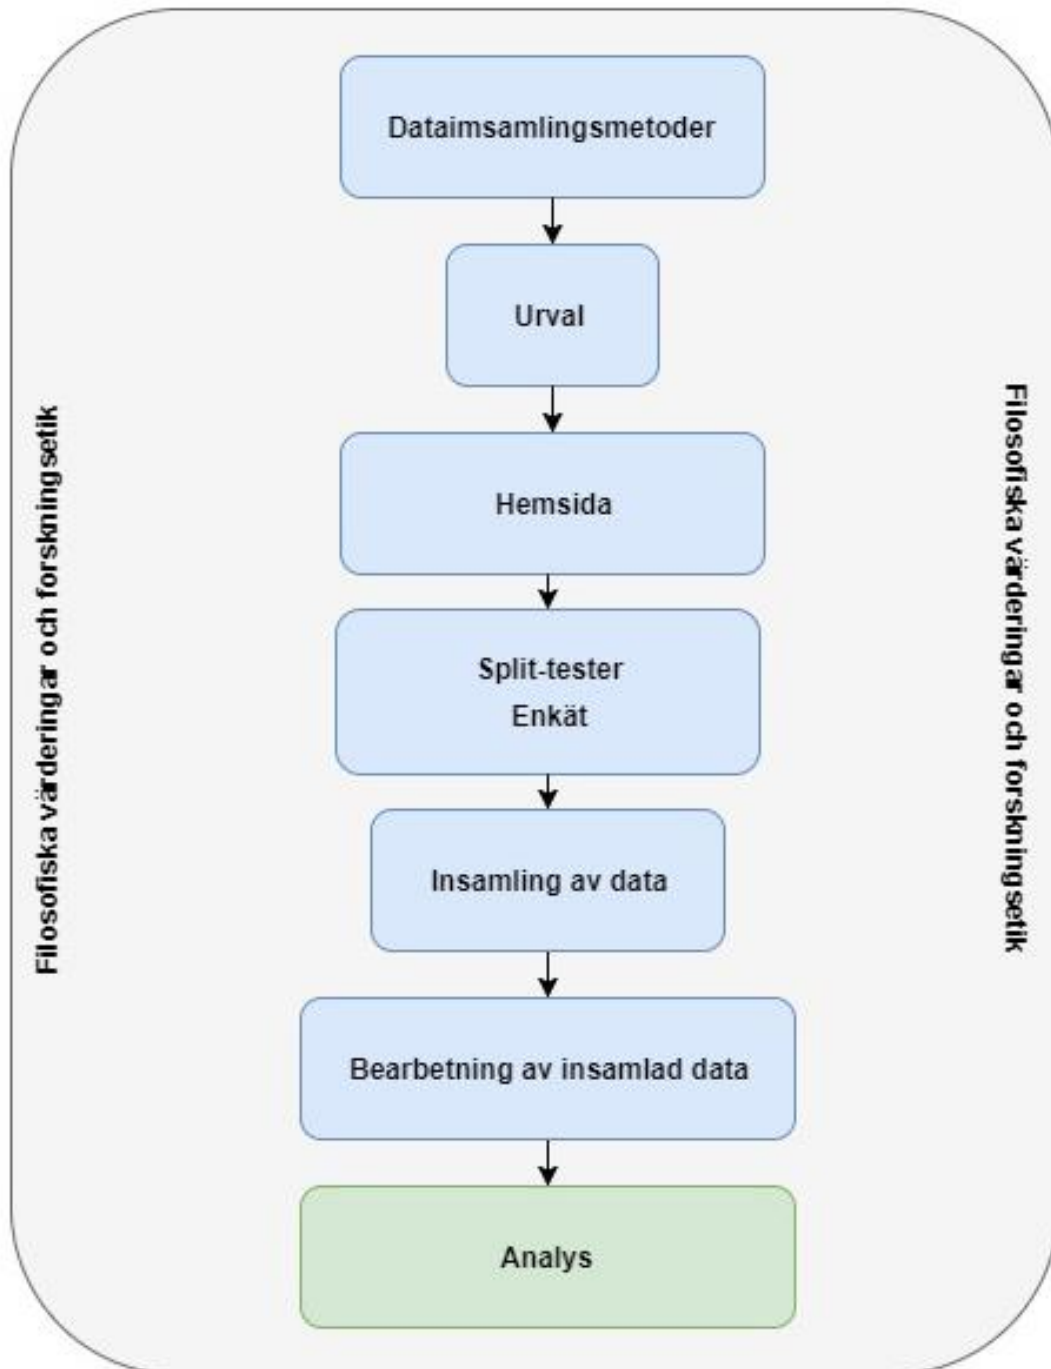 Dataimsamlingsmetoder
Urval
Hemsida
Split-tester
Enkät
Insamling av data
Bearbetning av insamlad data
Analys
Filosofiska värderingar och forskningsetik
Filosofiska värderingar och forskningsetik